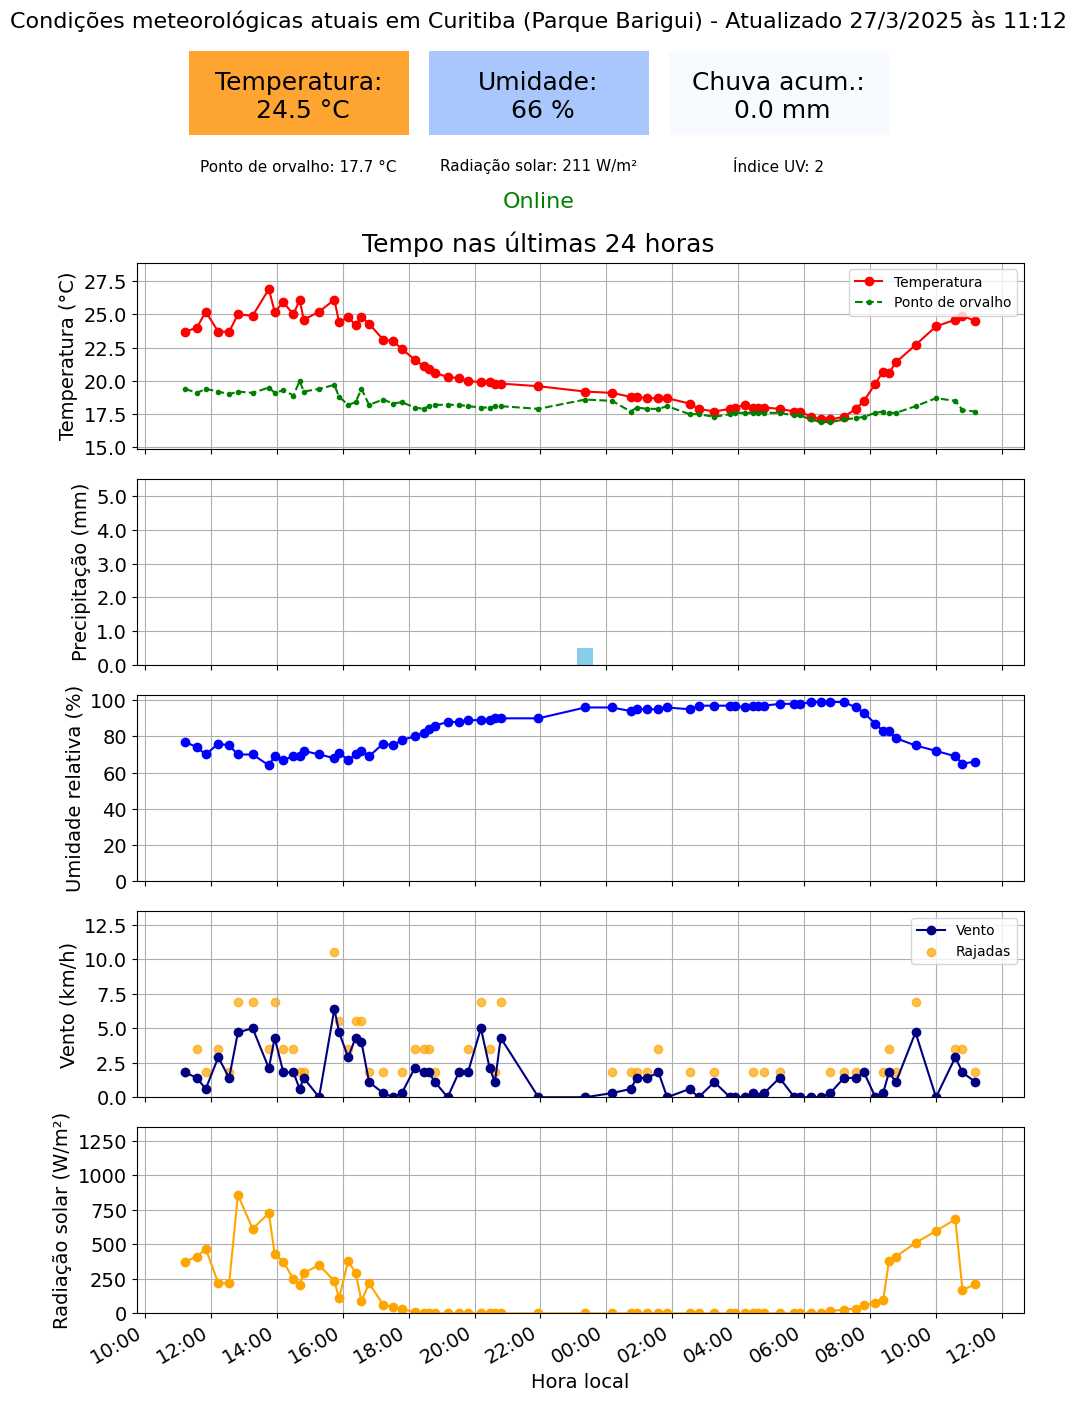 Condições meteorológicas atuais em Curitiba (Parque Barigui) - Atualizado 27/3/2025 às 11:12
Temperatura:
24.5 °C
Umidade:
66 %
Chuva acum.:
0.0 mm
Ponto de orvalho: 17.7 °C
Radiação solar: 211 W/m²
Índice UV: 2
Online
Tempo nas últimas 24 horas
Temperatura (°C)
27.5
25.0
22.5
20.0
17.5
15.0
Temperatura
Ponto de orvalho
Precipitação (mm)
5.0
4.0
3.0
2.0
1.0
0.0
Umidade relativa (%)
100
80
60
40
20
0
Vento (km/h)
12.5
10.0
7.5
5.0
2.5
0.0
Vento
Rajadas
Radiação solar (W/m²)
1250
1000
750
500
250
0
10:00
12:00
14:00
16:00
18:00
20:00
22:00
00:00
02:00
04:00
06:00
08:00
10:00
12:00
Hora local